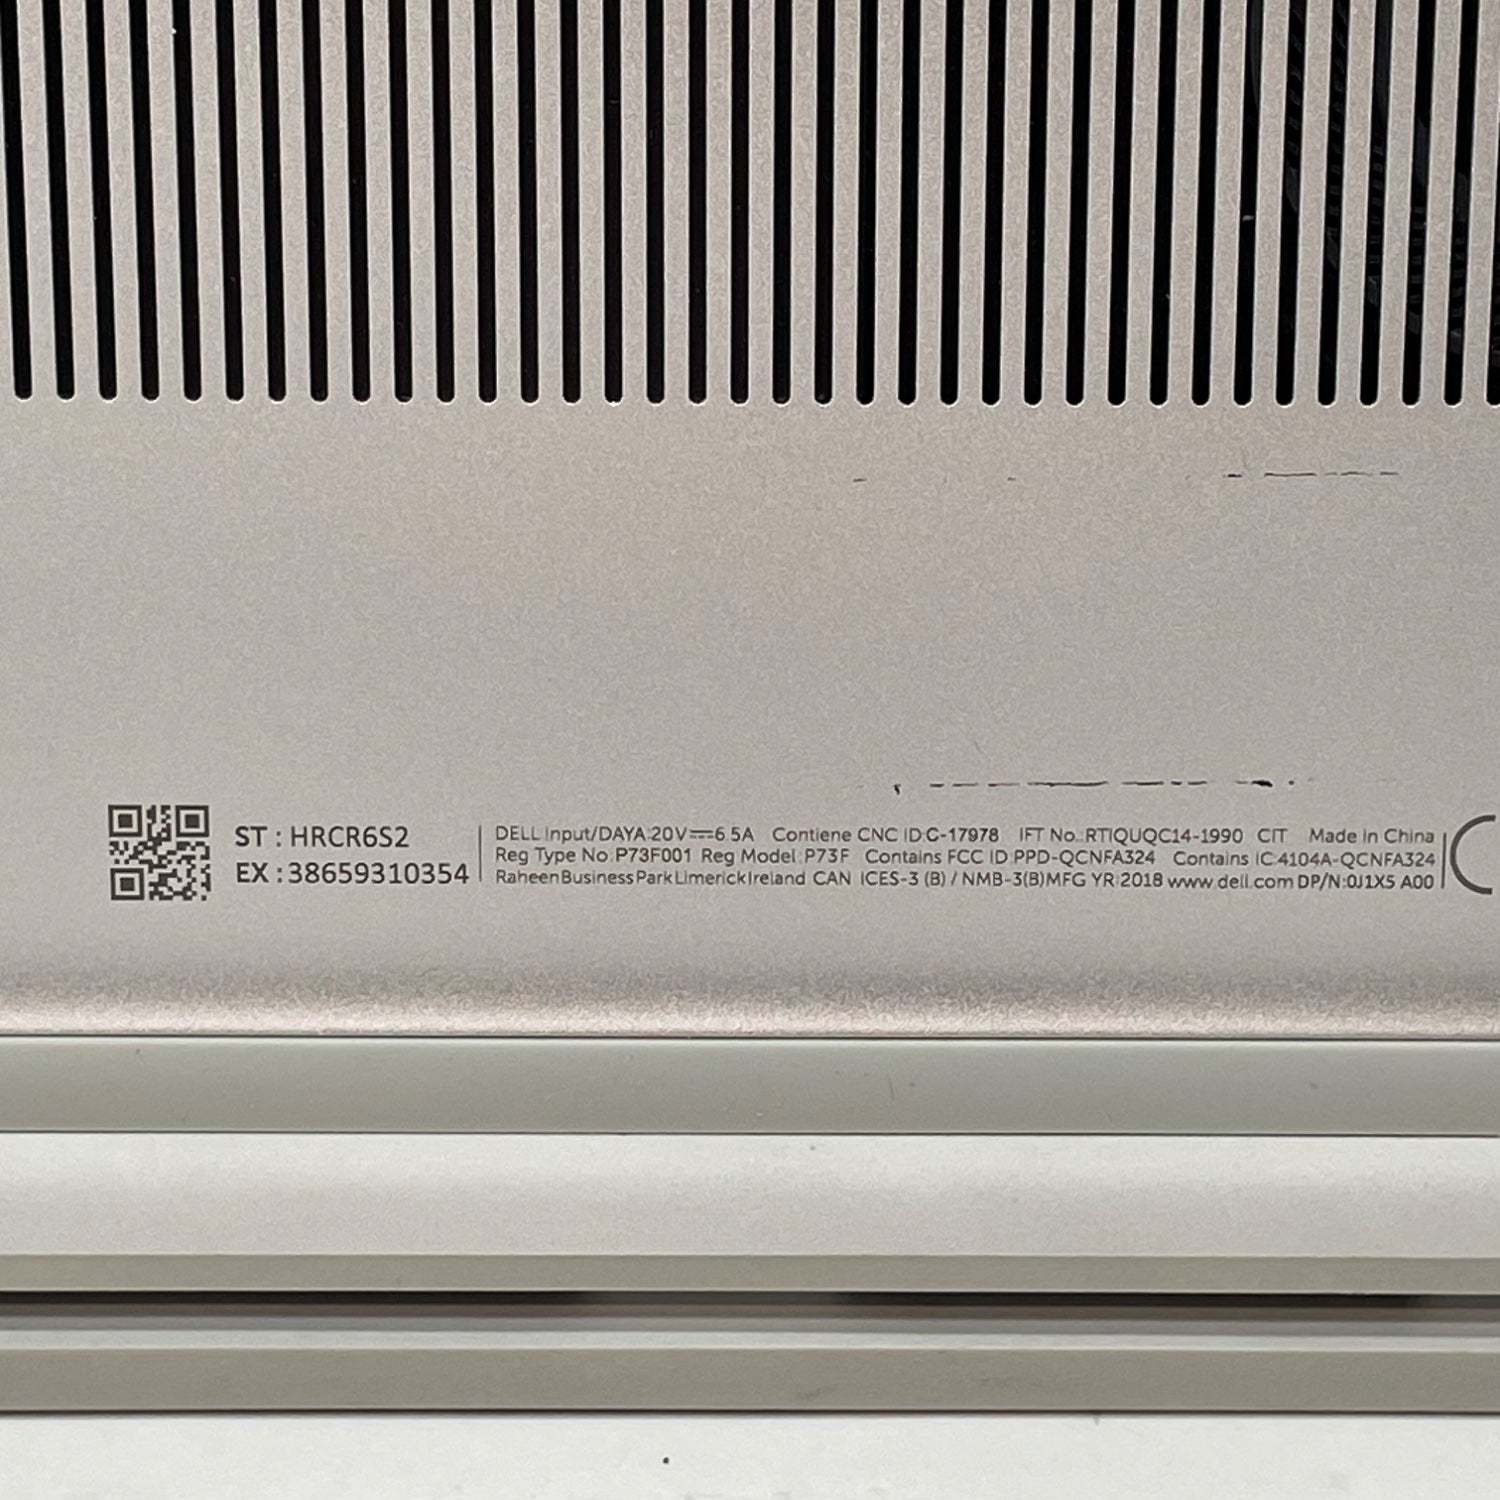 ST : HRCR6S2
EX : 38659310354
DELL Input/DAYA:20V⎓6.5A Contiene CNC ID:C-17978 IFT No.:RTIQUQC14-1990 CIT Made in China
Reg Type No:P73F001 Reg Model:P73F Contains FCC ID:PPD-QCNFA324 Contains IC:4104A-QCNFA324
RaheenBusinessParkLimerickIreland CAN ICES-3 (B) / NMB-3(B)MFG YR:2018 www.dell.com DP/N:0J1X5 A00